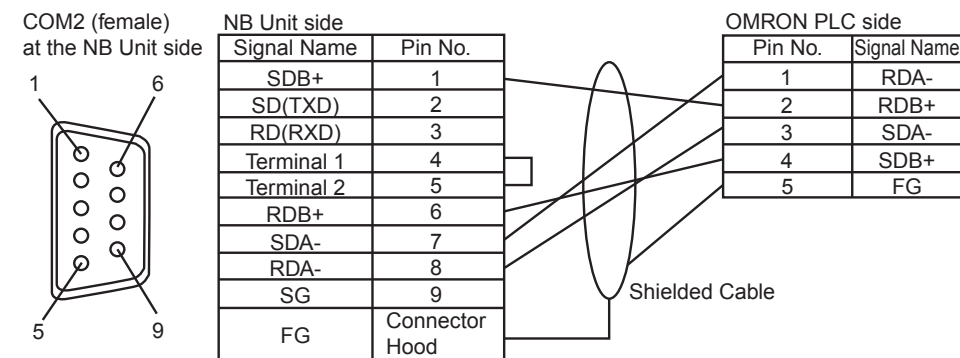 COM2 (female)
at the NB Unit side
1 6
5 9
NB Unit side
Signal Name Pin No.
SDB+ 1
SD(TXD) 2
RD(RXD) 3
Terminal 1 4
Terminal 2 5
RDB+ 6
SDA- 7
RDA- 8
SG 9
FG Connector
Hood
Shielded Cable
OMRON PLC side
Pin No. Signal Name
1 RDA-
2 RDB+
3 SDA-
4 SDB+
5 FG